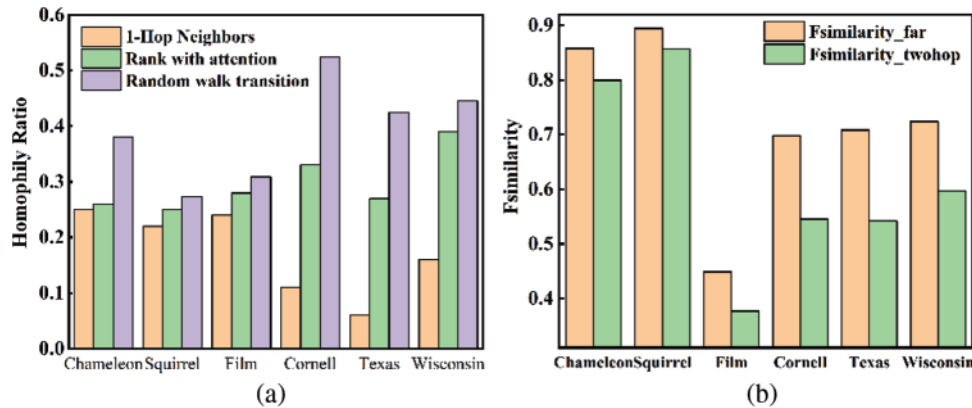 0.6
0.5
0.4
0.3
0.2
0.1
0.0
Homophily Ratio
1-Hop Neighbors
Rank with attention
Random walk transition
Chameleon Squirrel Film Cornell Texas Wisconsin
(a)
0.9
0.8
0.7
0.6
0.5
0.4
Fsimilarity
Fsimilarity_far
Fsimilarity_twohop
Chameleon Squirrel Film Cornell Texas Wisconsin
(b)